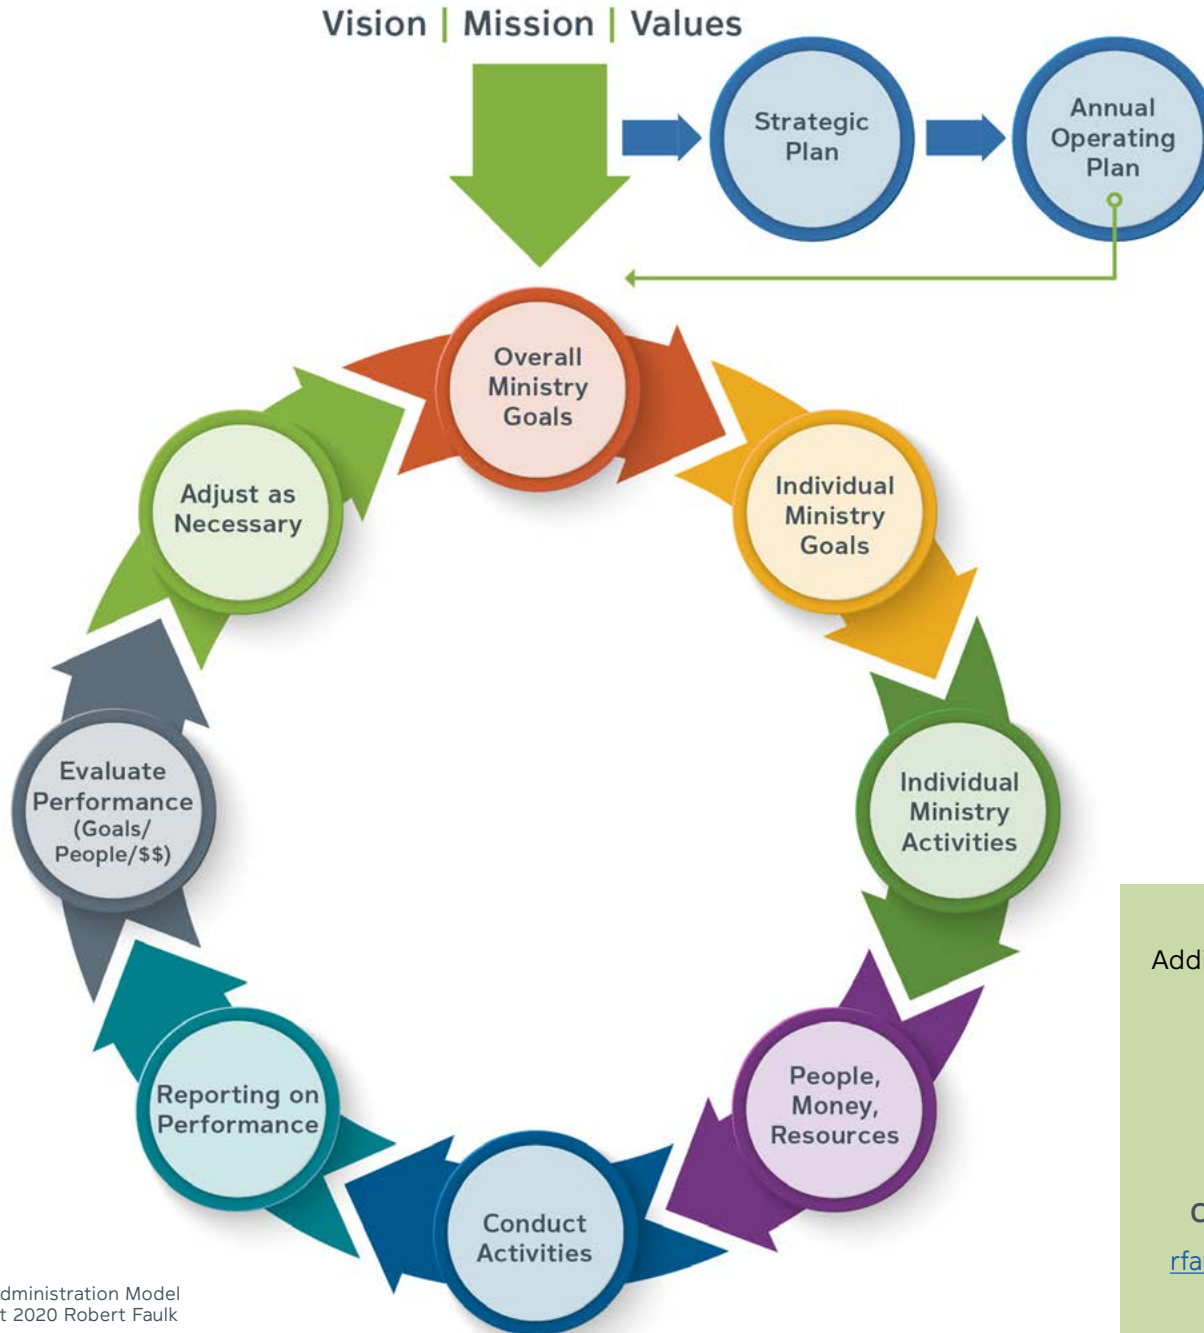 Vision | Mission | Values
Strategic
Plan
Annual
Operating
Plan
Overall
Ministry
Goals
Individual
Ministry
Goals
Individual
Ministry
Activities
People,
Money,
Resources
Conduct
Activities
Reporting on
Performance
Evaluate
Performance
(Goals/
People/$$)
Adjust as
Necessary
dministration Model
t 2020 Robert Faulk
Add
rfa